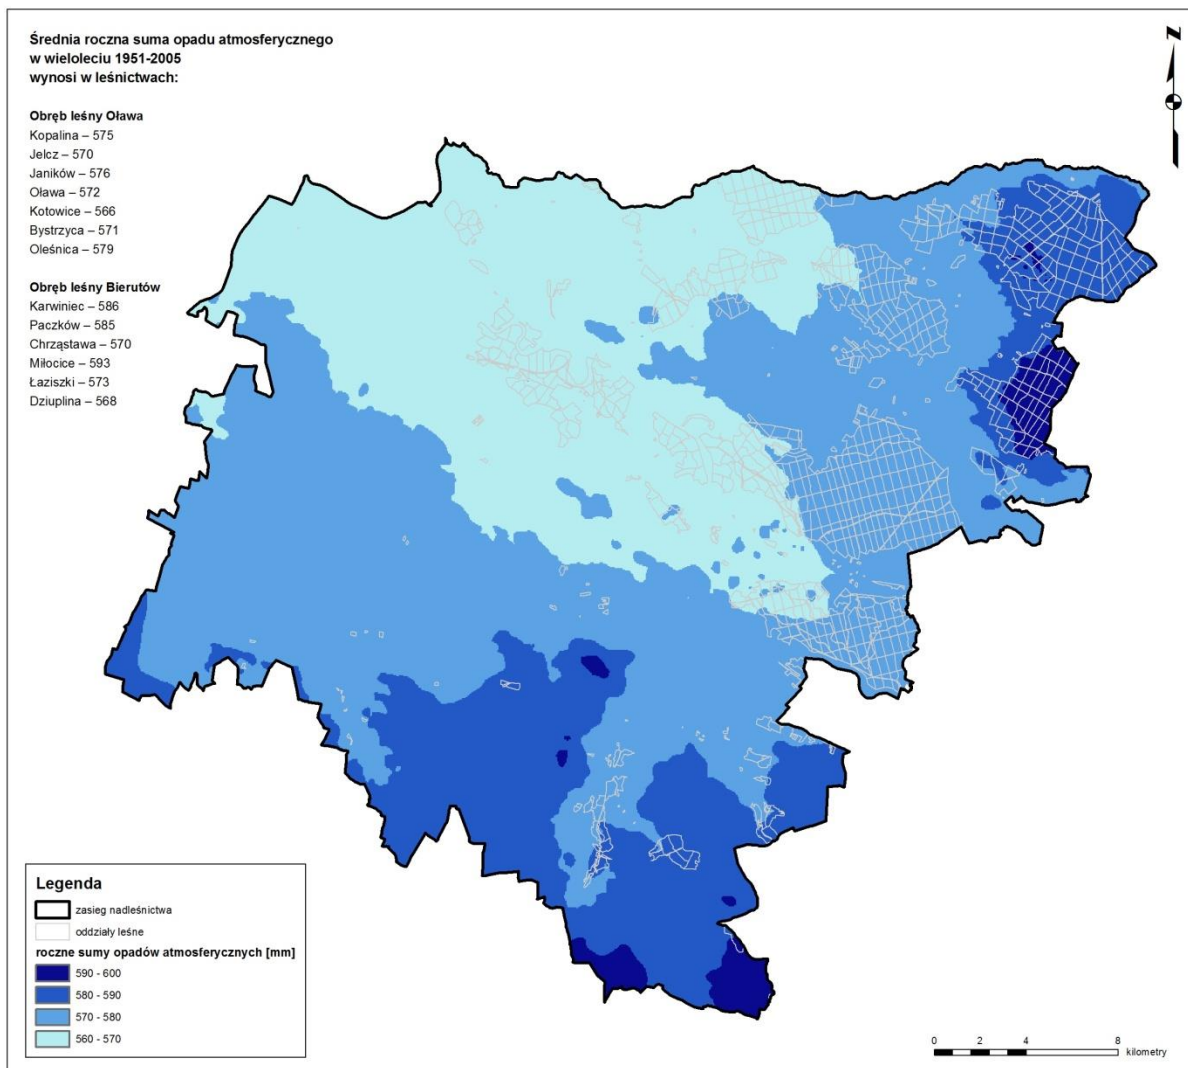 Średnia roczna suma opadu atmosferycznego
w wieloleciu 1951-2005
wynosi w leśnictwach:
Obręb leśny Oława
Kopalina – 575
Jelcz – 570
Janików – 576
Oława – 572
Kotowice – 566
Bystrzyca – 571
Oleśnica – 579
Obręb leśny Bierutów
Karwiniec – 586
Paczków – 585
Chrząstawa – 570
Miłocice – 593
Łaziszki – 573
Dziuplina – 568
N
Legenda
zasięg nadleśnictwa
oddziały leśne
roczne sumy opadów atmosferycznych [mm]
590 - 600
580 - 590
570 - 580
560 - 570
0 2 4 8
kilometry